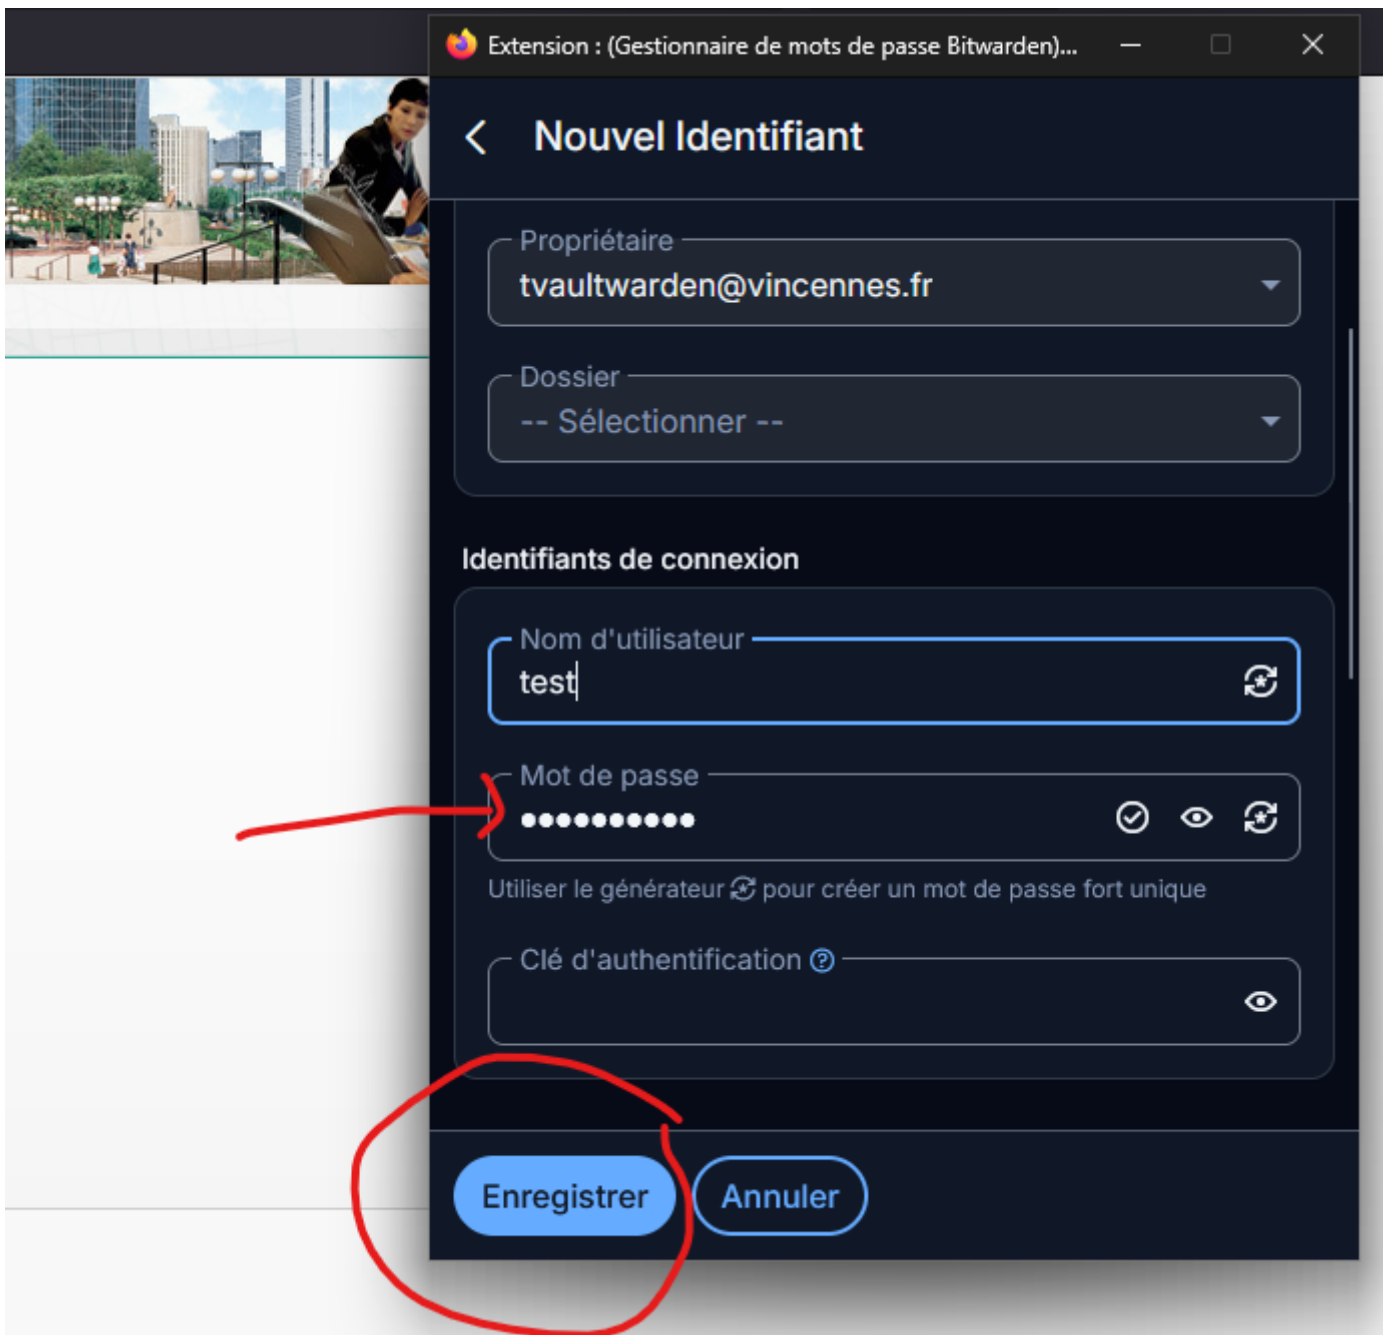 Extension : (Gestionnaire de mots de passe Bitwarden)...
Nouvel Identifiant
Propriétaire
tvaultwarden@vincennes.fr
Dossier
-- Sélectionner --
Identifiants de connexion
Nom d'utilisateur
test
Mot de passe
••••••••••
Utiliser le générateur pour créer un mot de passe fort unique
Clé d'authentification
Enregistrer Annuler